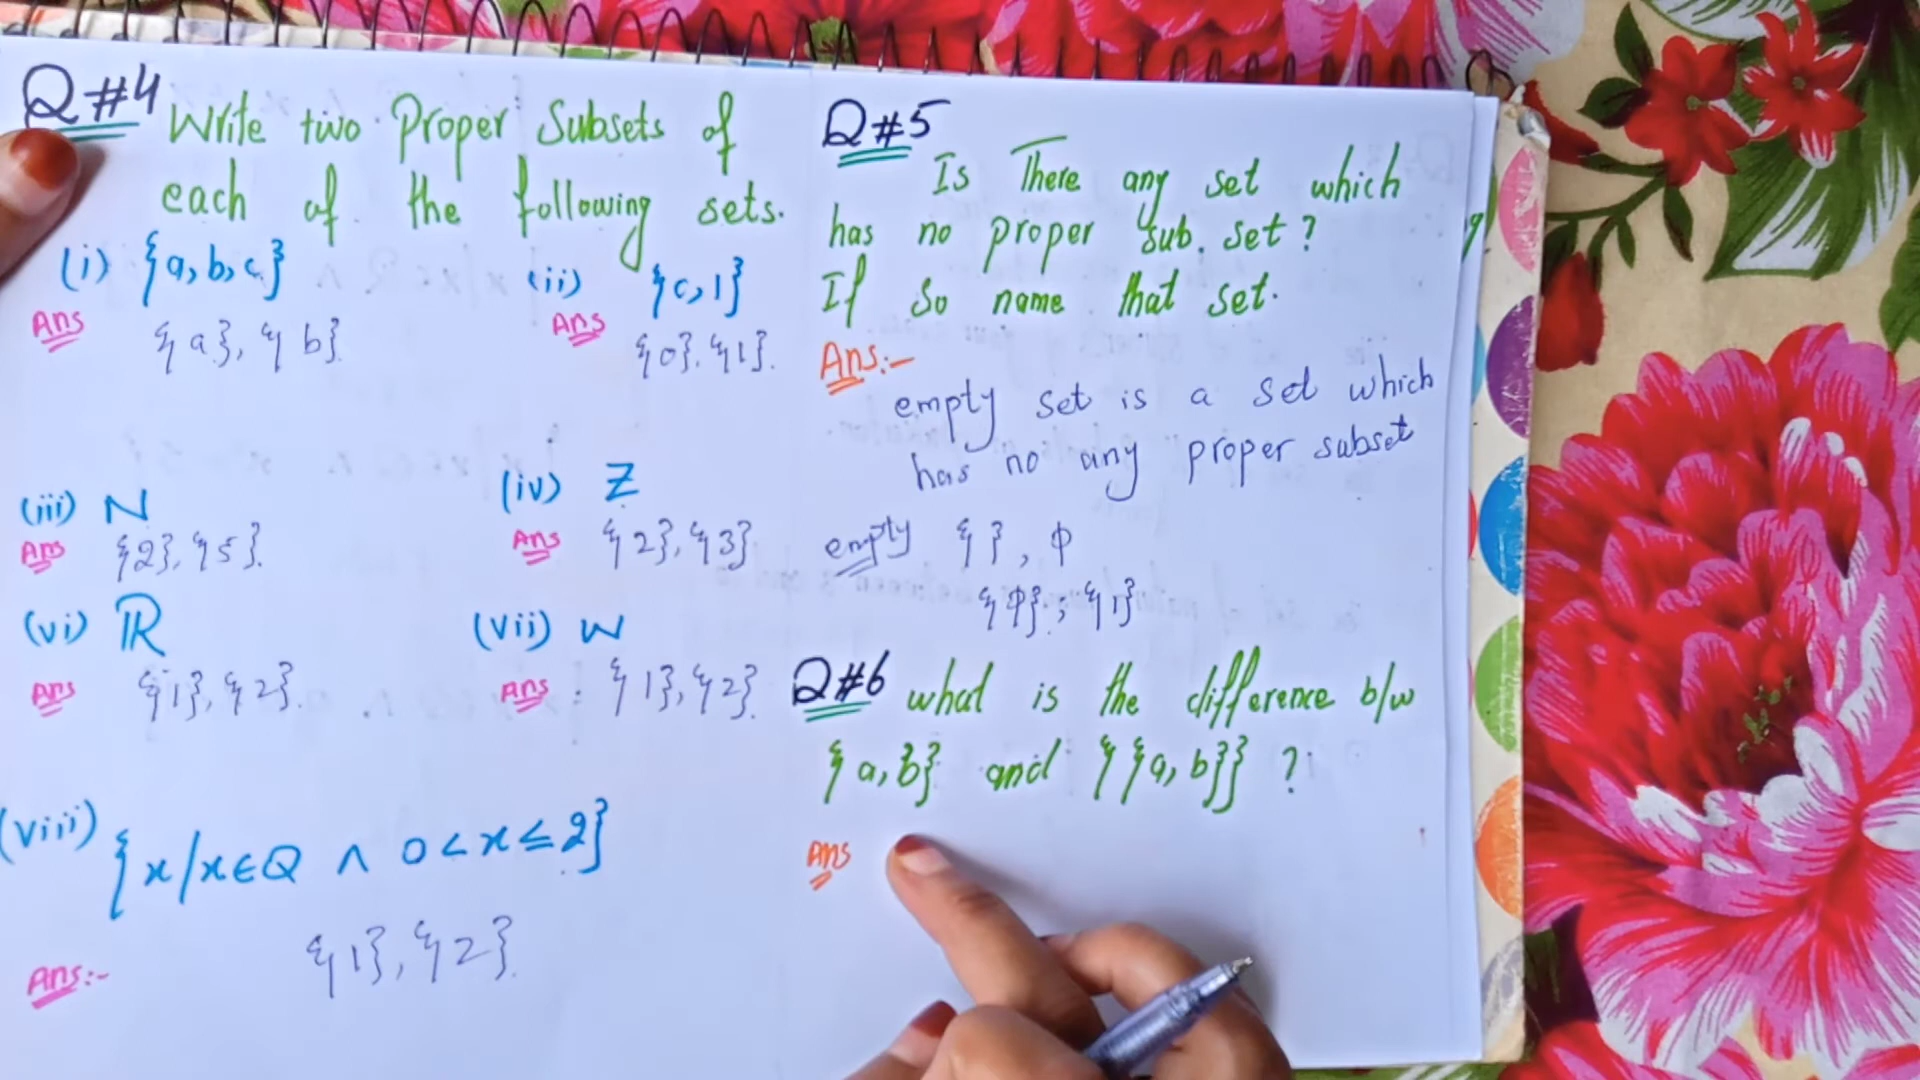 Q#4
Write two Proper Subsets of
each of the following sets.
(i) {a, b, c}
Ans {a}, {b}
(ii) {c, 1}
Ans {0}, {1}.
(iii) N
Ans {2}, {5}.
(iv) Z
Ans {2}, {3}
(vi) R
Ans {1}, {2}.
(vii) W
Ans : {1}, {2}.
(viii) {x/x∈Q ∧ 0<x≤2}
Ans:- {1}, {2}.
Q#5
Is There any set which
has no proper sub. set?
If so name that set.
Ans:-
empty set is a set which
has no any proper subset
empty { }, φ
{φ}; {1}
Q#6 what is the difference b/w
{a, b} and {{a, b}} ?
Ans